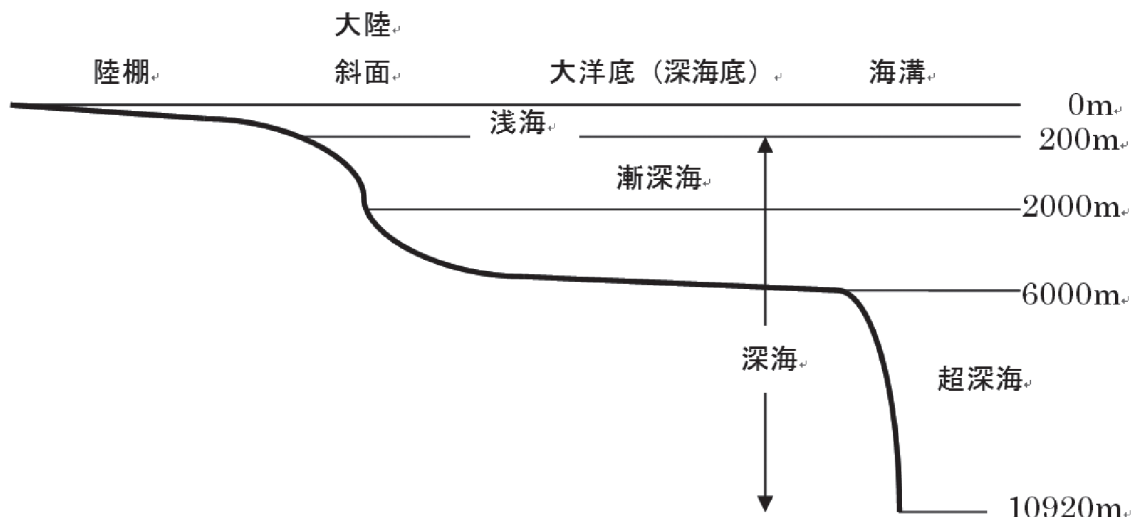 大陸
陸棚 斜面 大洋底（深海底） 海溝
0m
浅海
200m
漸深海
2000m
6000m
深海
超深海
10920m